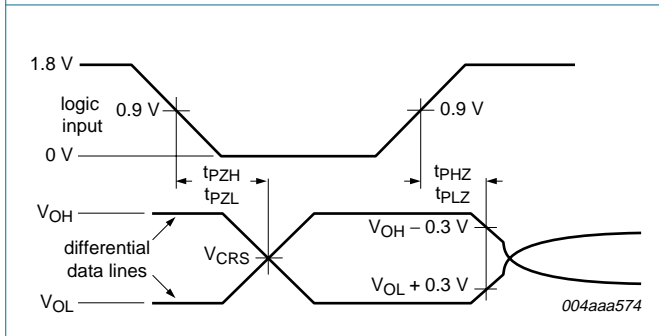 1.8 V
logic
input
0.9 V
0.9 V
0 V
tPZH
tPZL
tPHZ
tPLZ
VOH
VOH − 0.3 V
differential
data lines
VCRS
VOL + 0.3 V
VOL
004aaa574